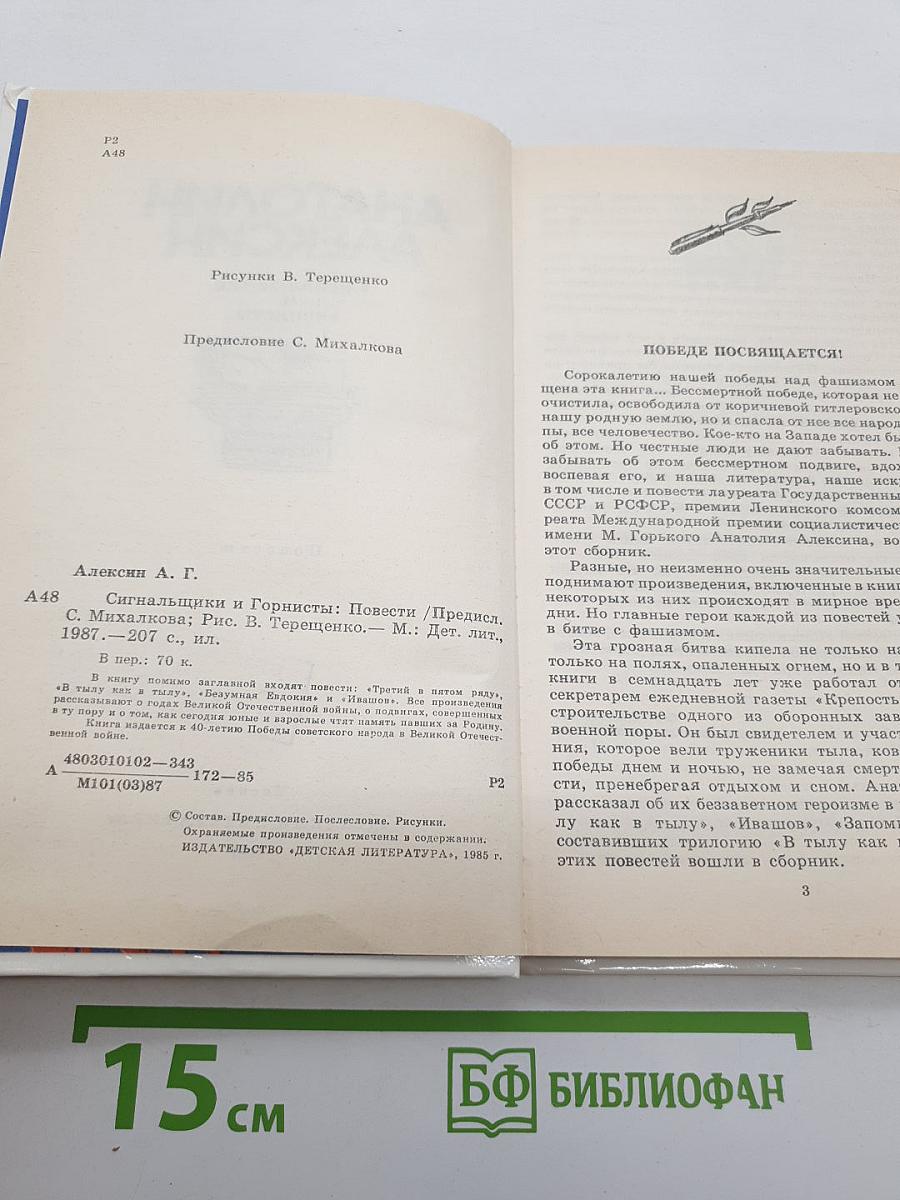 Р2
А48
Рисунки В. Терещенко
Предисловие С. Михалкова
Алексин А. Г.
А48 Сигнальщики и Горнисты: Повести /Предисл.
С. Михалкова; Рис. В. Терещенко.— М.: Дет. лит.,
1987.—207 с., ил.
В пер.: 70 к.
В книгу помимо заглавной входят повести: «Третий в пятом ряду»,
«В тылу как в тылу», «Безумная Евдокия» и «Ивашов». Все произведения
рассказывают о годах Великой Отечественной войны, о подвигах, совершенных
в ту пору и о том, как сегодня юные и взрослые чтят память павших за Родину.
Книга издается к 40-летию Победы советского народа в Великой Отечест-
венной войне.
А 4803010102—343
М101(03)87
172—85
Р2
© Состав. Предисловие. Послесловие. Рисунки.
Охраняемые произведения отмечены в содержании.
ИЗДАТЕЛЬСТВО «ДЕТСКАЯ ЛИТЕРАТУРА», 1985 г.
ПОБЕДЕ ПОСВЯЩАЕТСЯ!
Сорокалетию нашей победы над фашизмом
щена эта книга... Бессмертной победе, которая не
очистила, освободила от коричневой гитлеровско
нашу родную землю, но и спасла от нее все народ
пы, все человечество. Кое-кто на Западе хотел бы
об этом. Но честные люди не дают забывать.
забывать об этом бессмертном подвиге, вдох
воспевая его, и наша литература, наше иску
в том числе и повести лауреата Государственны
СССР и РСФСР, премии Ленинского комсом
реата Международной премии социалистичес
имени М. Горького Анатолия Алексина, во
этот сборник.
Разные, но неизменно очень значительные
поднимают произведения, включенные в книг
некоторых из них происходят в мирное вре
дни. Но главные герои каждой из повестей у
в битве с фашизмом.
Эта грозная битва кипела не только на
только на полях, опаленных огнем, но и в т
книги в семнадцать лет уже работал от
секретарем ежедневной газеты «Крепость
строительстве одного из оборонных зав
военной поры. Он был свидетелем и участ
ния, которое вели труженики тыла, ков
победы днем и ночью, не замечая смерт
сти, пренебрегая отдыхом и сном. Ана
рассказал об их беззаветном героизме в
лу как в тылу», «Ивашов», «Запом
составивших трилогию «В тылу как
этих повестей вошли в сборник.
3
15 см
БФ БИБЛИОФАН